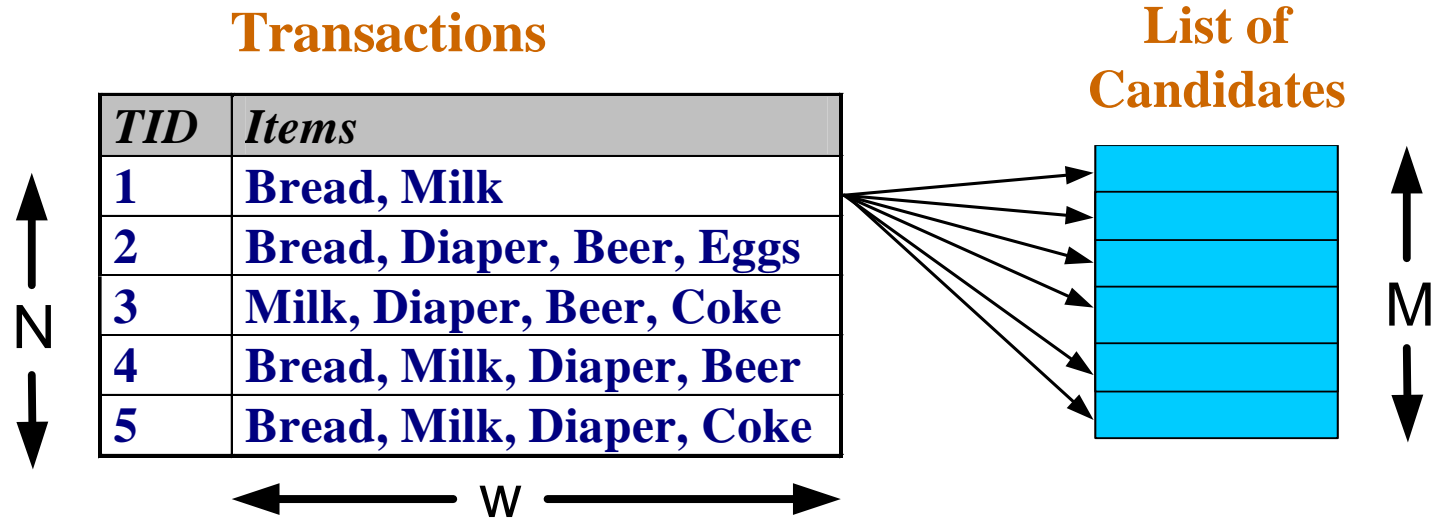 Transactions
List of
Candidates
TID Items
1 Bread, Milk
2 Bread, Diaper, Beer, Eggs
3 Milk, Diaper, Beer, Coke
4 Bread, Milk, Diaper, Beer
5 Bread, Milk, Diaper, Coke
N
M
w